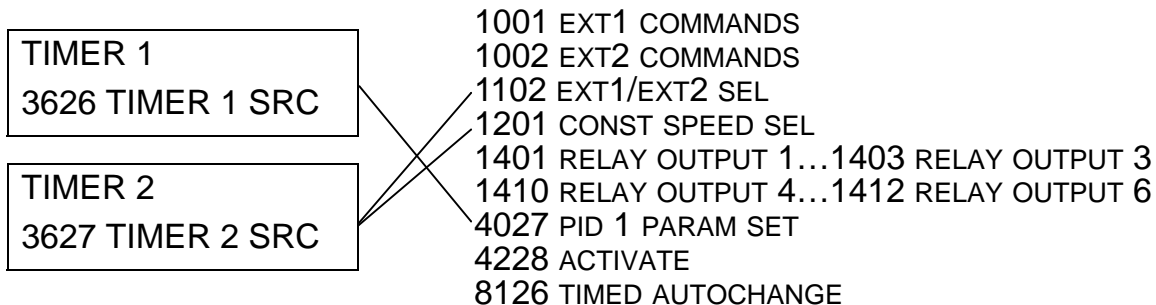 TIMER 1
3626 TIMER 1 SRC
TIMER 2
3627 TIMER 2 SRC
1001 EXT1 COMMANDS
1002 EXT2 COMMANDS
1102 EXT1/EXT2 SEL
1201 CONST SPEED SEL
1401 RELAY OUTPUT 1…1403 RELAY OUTPUT 3
1410 RELAY OUTPUT 4…1412 RELAY OUTPUT 6
4027 PID 1 PARAM SET
4228 ACTIVATE
8126 TIMED AUTOCHANGE